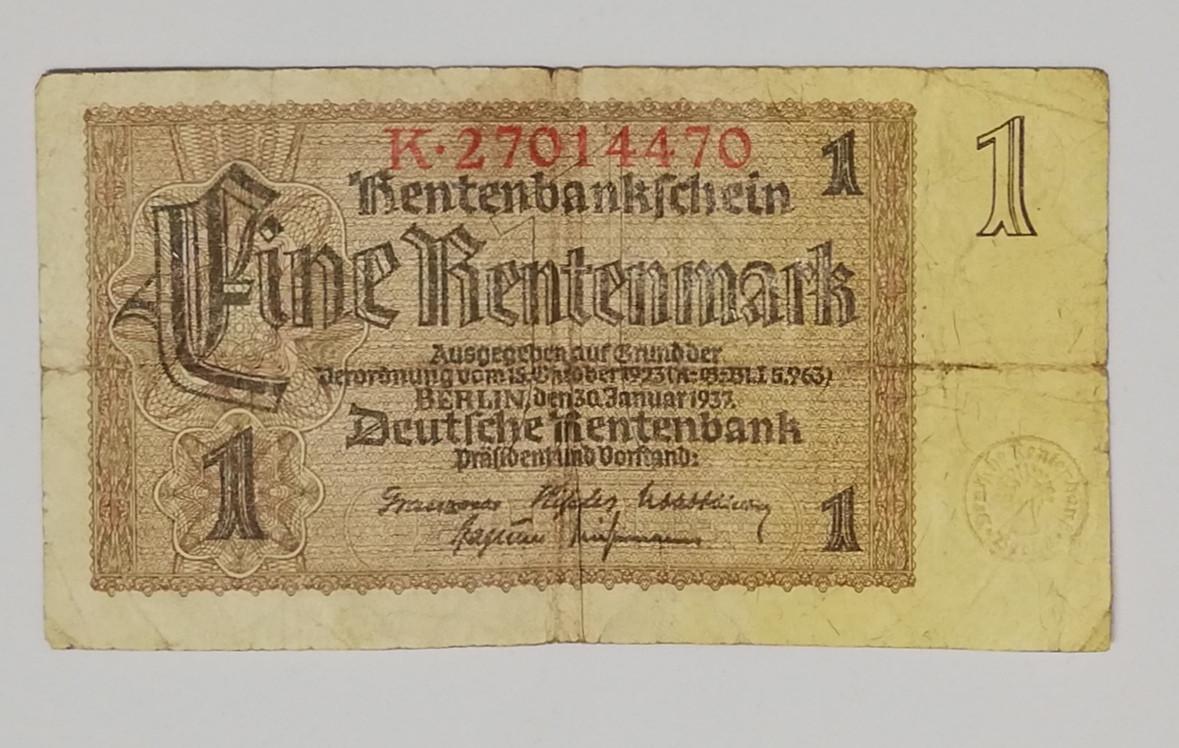 K·27014470
1
1
Rentenbankschein
Eine Rentenmark
Ausgegeben auf Grund der
Verordnung vom 15. Oktober 1923 (R.-G.-Bl. I S. 963)
BERLIN, den 30. Januar 1937.
Deutsche Rentenbank
Präsident und Vorstand:
1
1